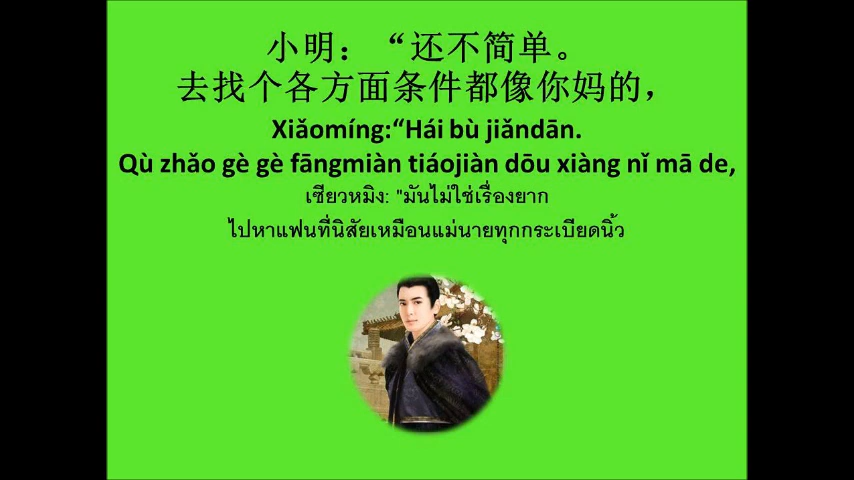 小明：“还不简单。
去找个各方面条件都像你妈的，
Xiǎomíng:“Hái bù jiǎndān.
Qù zhǎo gè gè fāngmiàn tiáojiàn dōu xiàng nǐ mā de,
เซียวหมิง: "มันไม่ใช่เรื่องยาก
ไปหาแฟนที่นิสัยเหมือนแม่นายทุกกระเบียดนิ้ว